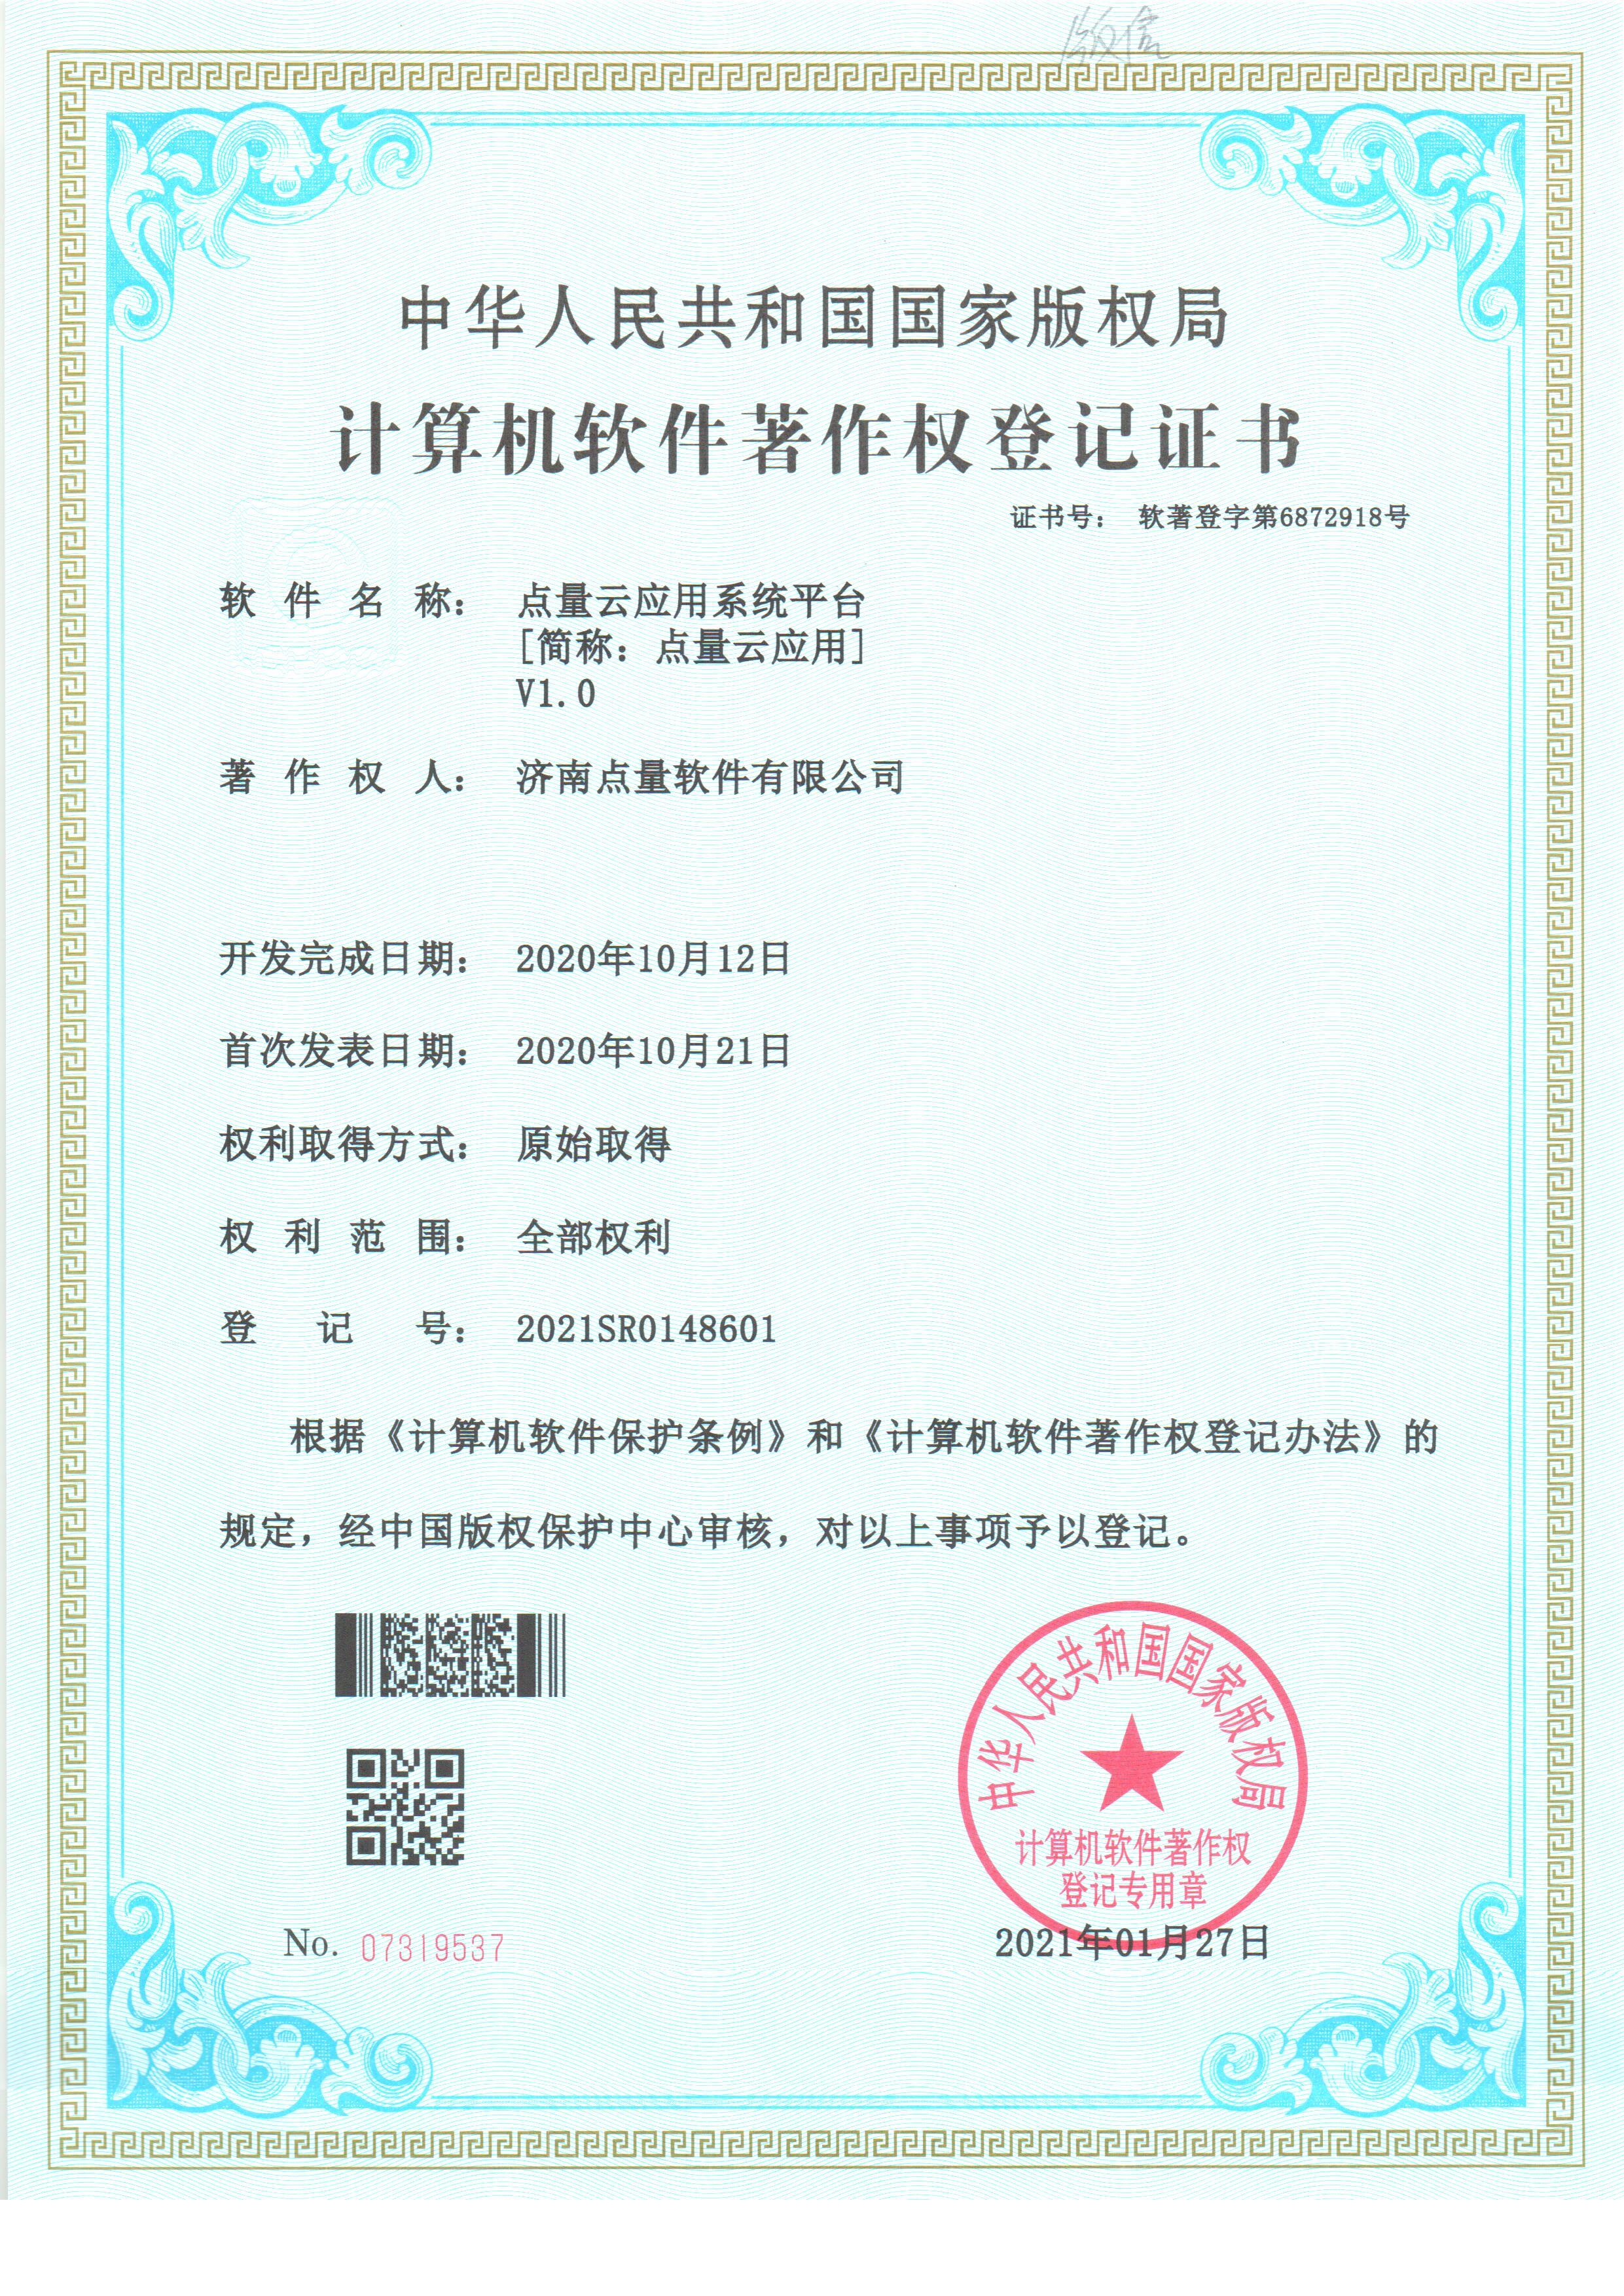 中华人民共和国国家版权局
计算机软件著作权登记证书
证书号： 软著登字第6872918号
软件名称： 点量云应用系统平台
[简称：点量云应用]
V1.0
著作权人： 济南点量软件有限公司
开发完成日期： 2020年10月12日
首次发表日期： 2020年10月21日
权利取得方式： 原始取得
权利范围： 全部权利
登记号： 2021SR0148601
根据《计算机软件保护条例》和《计算机软件著作权登记办法》的
规定，经中国版权保护中心审核，对以上事项予以登记。
中华人民共和国国家版权局
计算机软件著作权
登记专用章
No. 07319537
2021年01月27日